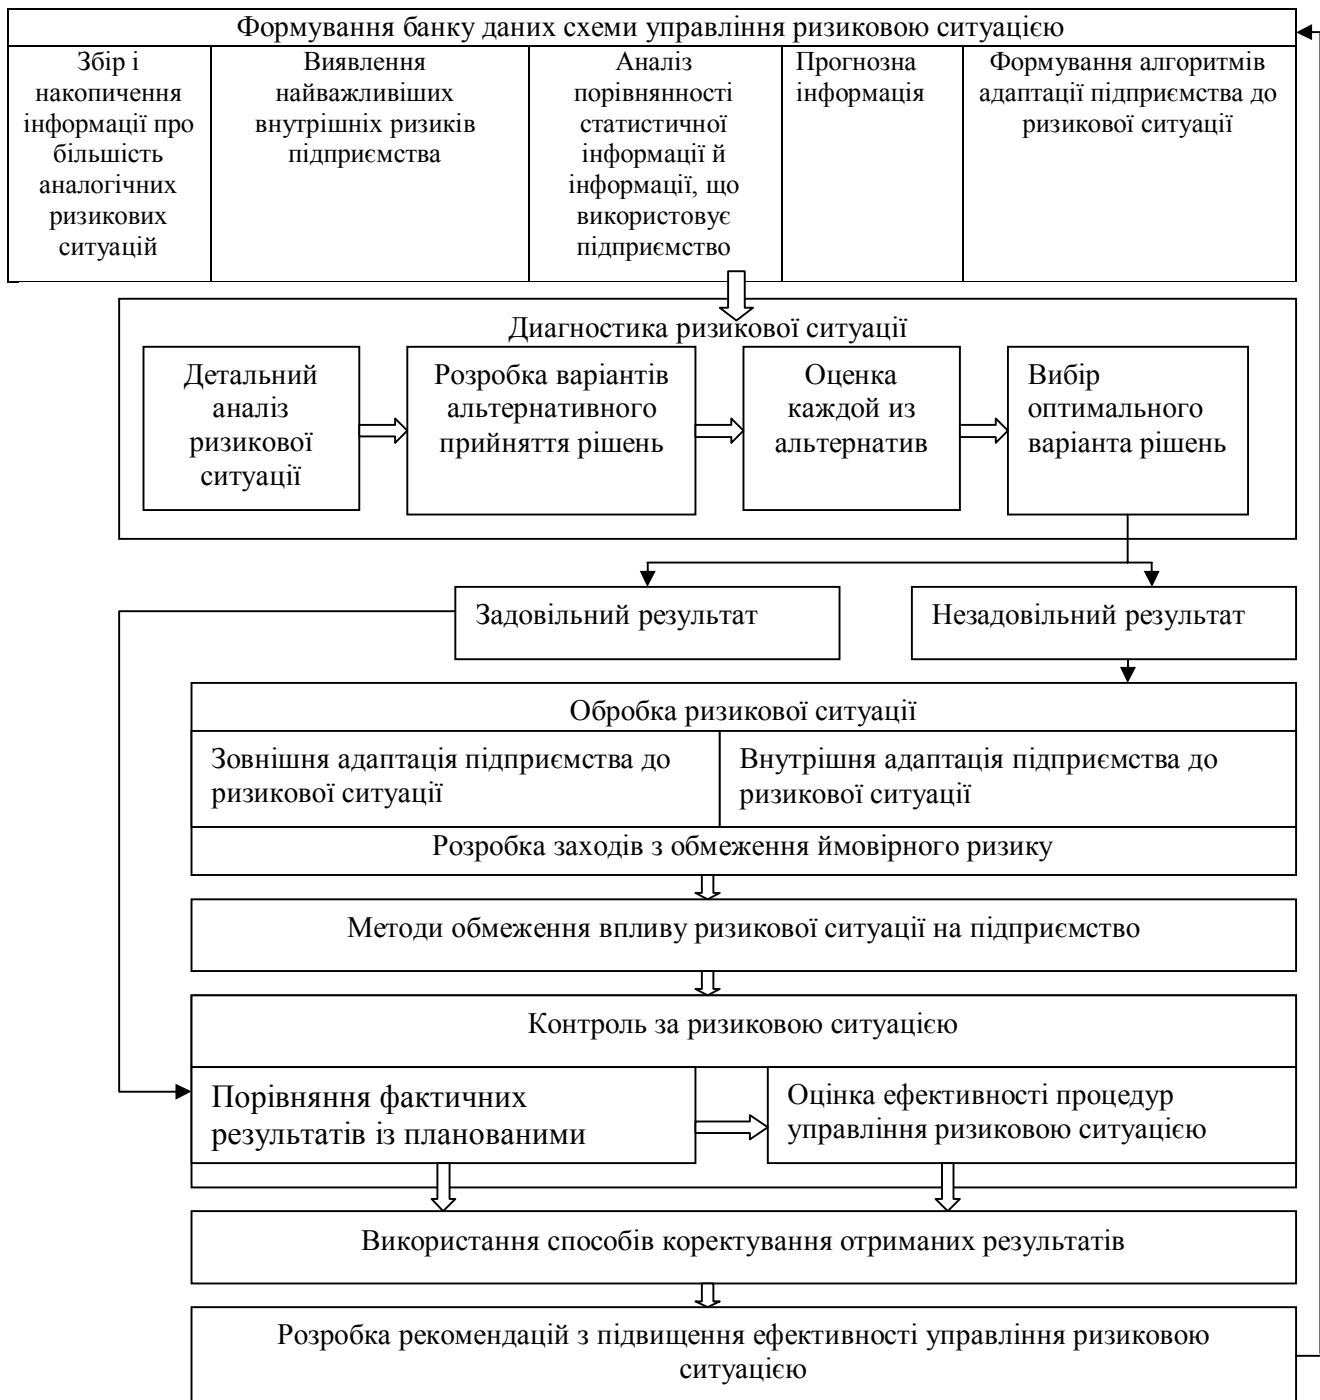 Формування банку даних схеми управління ризиковою ситуацією
Збір і
накопичення
інформації про
більшість
аналогічних
ризикових
ситуацій
Виявлення
найважливіших
внутрішніх ризиків
підприємства
Аналіз
порівнянності
статистичної
інформації й
інформації, що
використовує
підприємство
Прогнозна
інформація
Формування алгоритмів
адаптації підприємства до
ризикової ситуації
Диагностика ризикової ситуації
Детальний
аналіз
ризикової
ситуації
Розробка варіантів
альтернативного
прийняття рішень
Оценка
каждой из
альтернатив
Вибір
оптимального
варіанта рішень
Задовільний результат
Незадовільний результат
Обробка ризикової ситуації
Зовнішня адаптація підприємства до
ризикової ситуації
Внутрішня адаптація підприємства до
ризикової ситуації
Розробка заходів з обмеження ймовірного ризику
Методи обмеження впливу ризикової ситуації на підприємство
Контроль за ризиковою ситуацією
Порівняння фактичних
результатів із планованими
Оцінка ефективності процедур
управління ризиковою ситуацією
Використання способів коректування отриманих результатів
Розробка рекомендацій з підвищення ефективності управління ризиковою
ситуацією